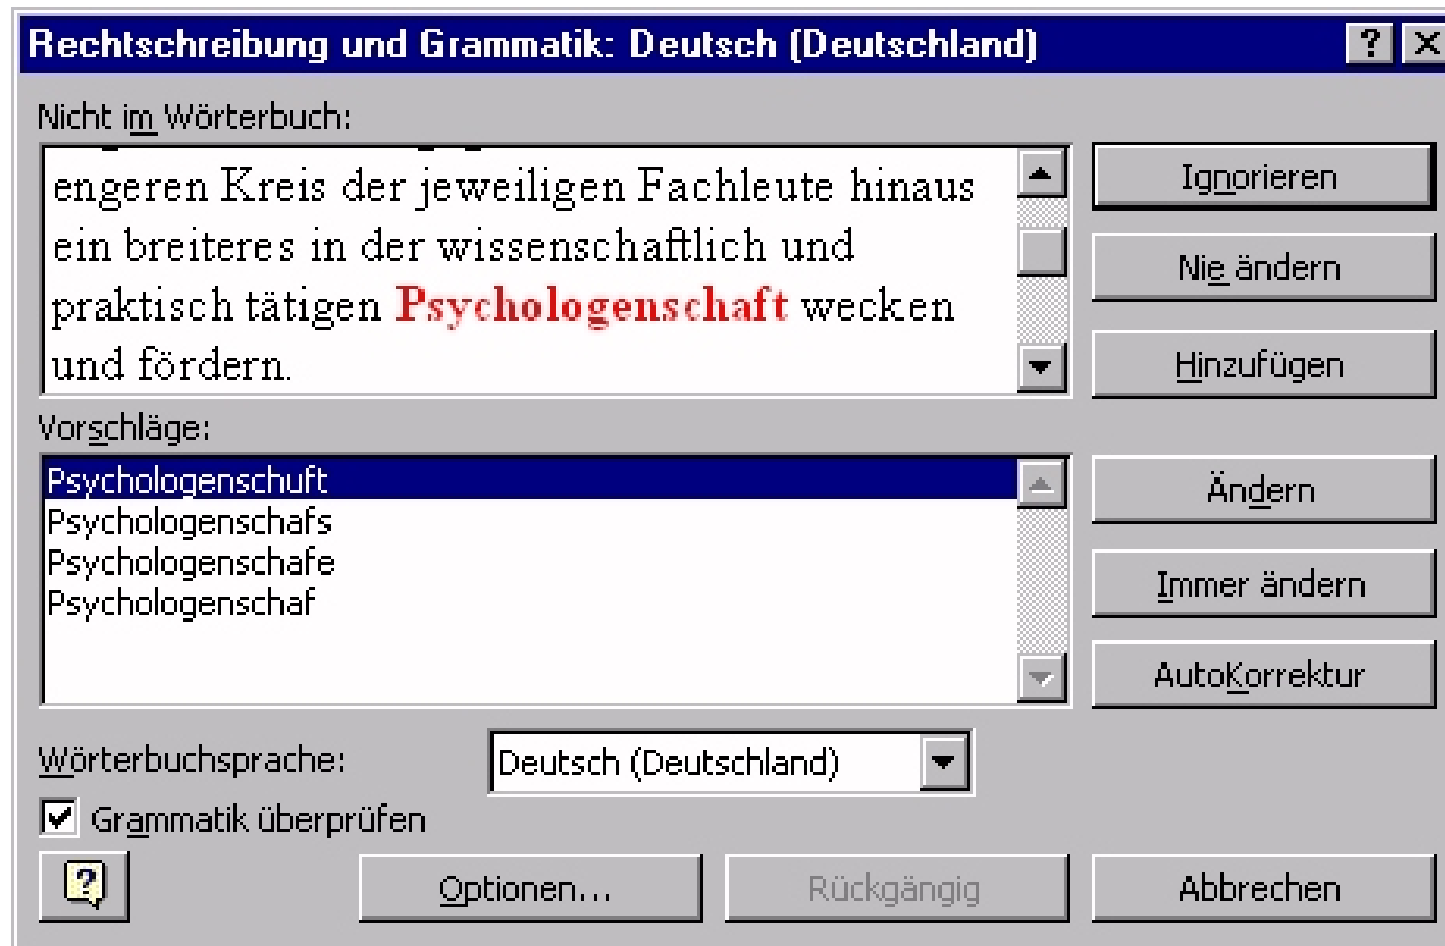 Rechtschreibung und Grammatik: Deutsch (Deutschland)
Nicht im Wörterbuch:
engeren Kreis der jeweiligen Fachleute hinaus
ein breiteres in der wissenschaftlich und
praktisch tätigen Psychologenschaft wecken
und fördern.
Ignorieren
Nie ändern
Hinzufügen
Vorschläge:
Psychologenschuft
Psychologenschafs
Psychologenschafe
Psychologenschaf
Ändern
Immer ändern
AutoKorrektur
Wörterbuchsprache:
Deutsch (Deutschland)
Grammatik überprüfen
Optionen...
Rückgängig
Abbrechen